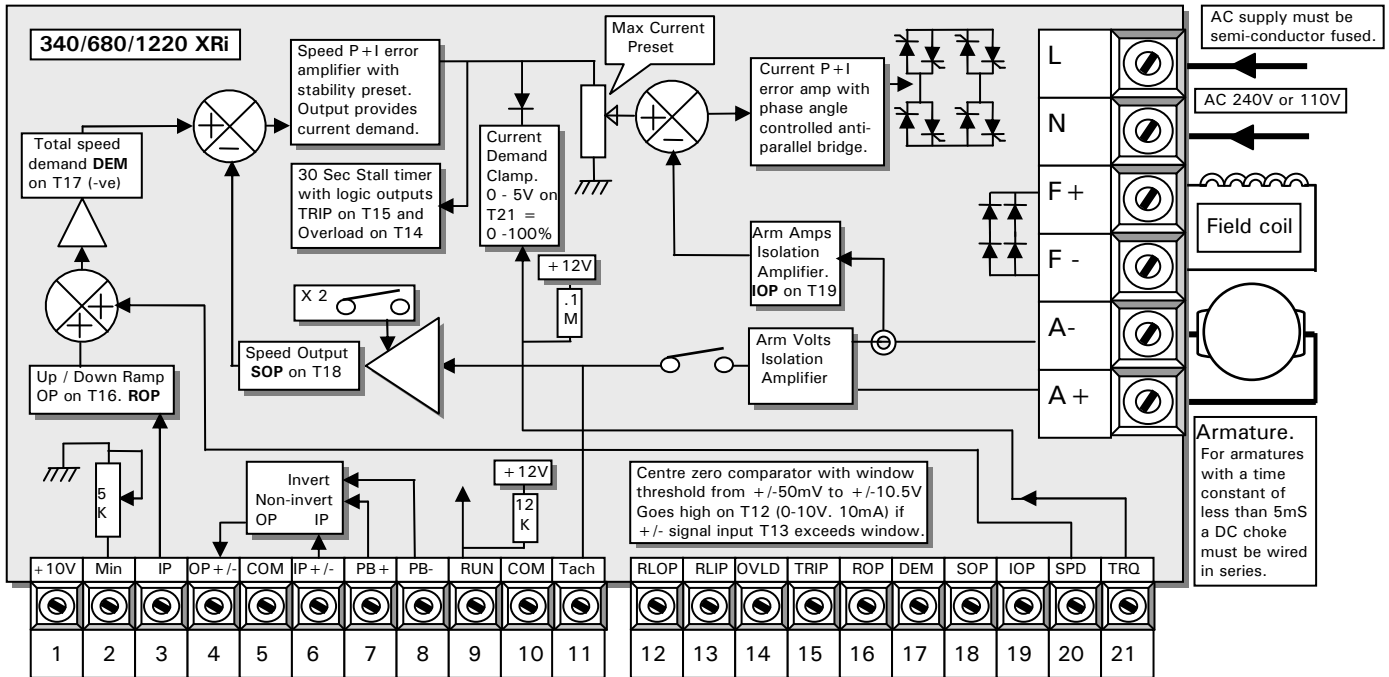 340/680/1220 XRi
Speed P+I error
amplifier with
stability preset.
Output provides
current demand.
Max Current
Preset
Current P+I
error amp with
phase angle
controlled anti-
parallel bridge.
AC supply must be
semi-conductor fused.
L
AC 240V or 110V
N
Total speed
demand DEM
on T17 (-ve)
+
-
30 Sec Stall timer
with logic outputs
TRIP on T15 and
Overload on T14
Current
Demand
Clamp.
0 - 5V on
T21 =
0 -100%
+
-
F+
Field coil
F -
Arm Amps
Isolation
Amplifier.
IOP on T19
+12V
.1
M
X 2
+
+
A-
Speed Output
SOP on T18
Arm Volts
Isolation
Amplifier
A+
Up / Down Ramp
OP on T16. ROP
Armature.
For armatures
with a time
constant of
less than 5mS
a DC choke
must be wired
in series.
5
K
Invert
Non-invert
OP IP
+12V
12
K
Centre zero comparator with window
threshold from +/-50mV to +/-10.5V
Goes high on T12 (0-10V. 10mA) if
+/- signal input T13 exceeds window.
+10V Min IP OP+/- COM IP+/- PB+ PB- RUN COM Tach RLOP RLIP OVLD TRIP ROP DEM SOP IOP SPD TRQ
1 2 3 4 5 6 7 8 9 10 11 12 13 14 15 16 17 18 19 20 21